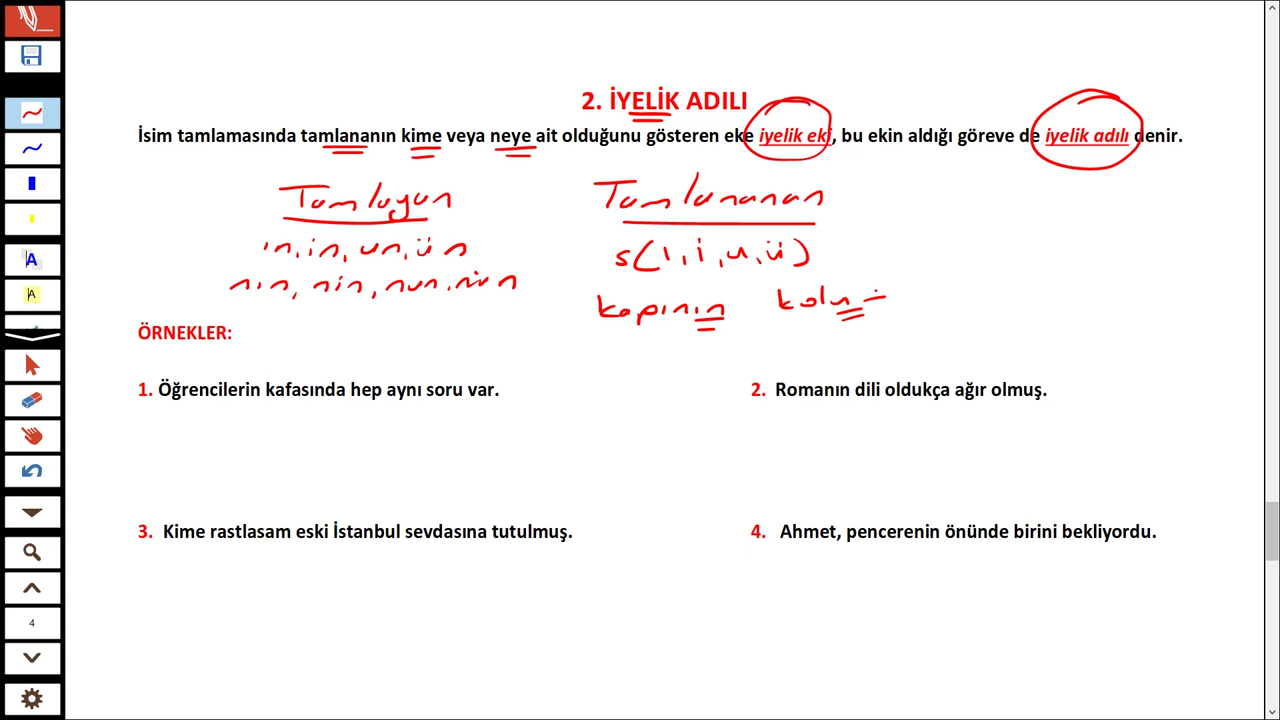 2. İYELİK ADILI
İsim tamlamasında tamlananın kime veya neye ait olduğunu gösteren eke iyelik eki, bu ekin aldığı göreve de iyelik adılı denir.
Tamlayan Tamlananan
ın, in, un, ün s(ı, i, u, ü)
nın, nin, nun, nün
kapının kolu
ÖRNEKLER:
1. Öğrencilerin kafasında hep aynı soru var. 2. Romanın dili oldukça ağır olmuş.
3. Kime rastlasam eski İstanbul sevdasına tutulmuş. 4. Ahmet, pencerenin önünde birini bekliyordu.
A
A
4